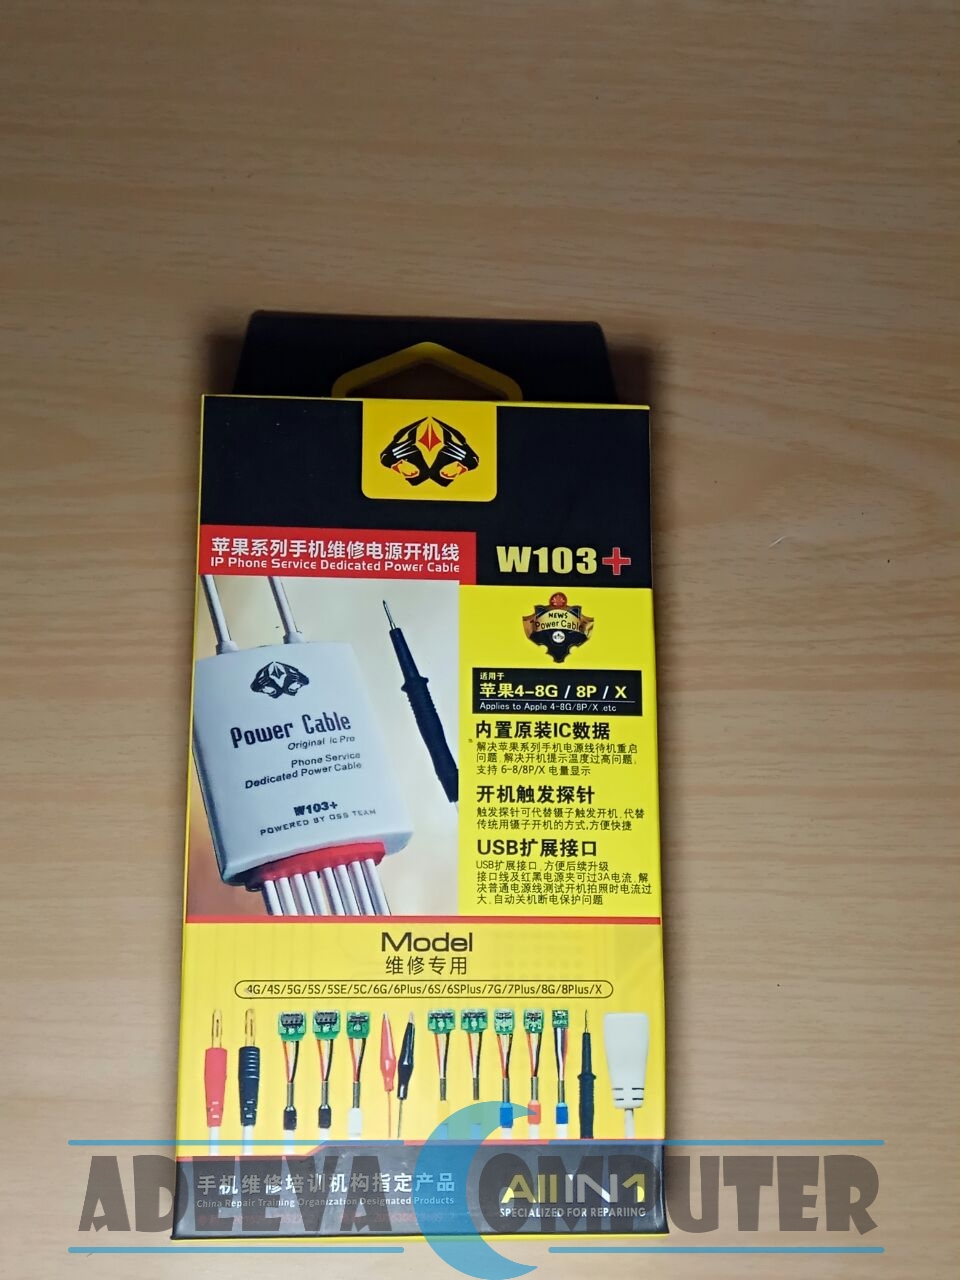 苹果系列手机维修电源开机线
IP Phone Service Dedicated Power Cable
W103+
NEWS
Power Cable
适用于
苹果4-8G / 8P / X
Applies to Apple 4-8G/8P/X etc
Power Cable
Original Ic Pro
Phone Service
Dedicated Power Cable
W103+
POWERED BY OSS TEAM
内置原装IC数据
解决苹果系列手机电源线待机重启
问题,解决开机提示温度过高问题,
支持 6-8/8P/X 电量显示
开机触发探针
触发探针可代替镊子触发开机,代替
传统用镊子开机的方式,方便快捷
USB扩展接口
USB扩展接口,方便后续升级
接口线及红黑电源夹可过3A电流,解
决普通电源线测试开机拍照时电流过
大,自动关机断电保护问题
Model
维修专用
4G/4S/5G/5S/5SE/5C/6G/6Plus/6S/6SPlus/7G/7Plus/8G/8Plus/X
手机维修培训机构指定产品
China Repair Training Organization Designated Products
All IN 1
SPECIALIZED FOR REPARIING
ADEEVA COMPUTER